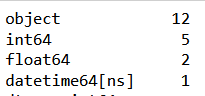 object 12
int64 5
float64 2
datetime64[ns] 1